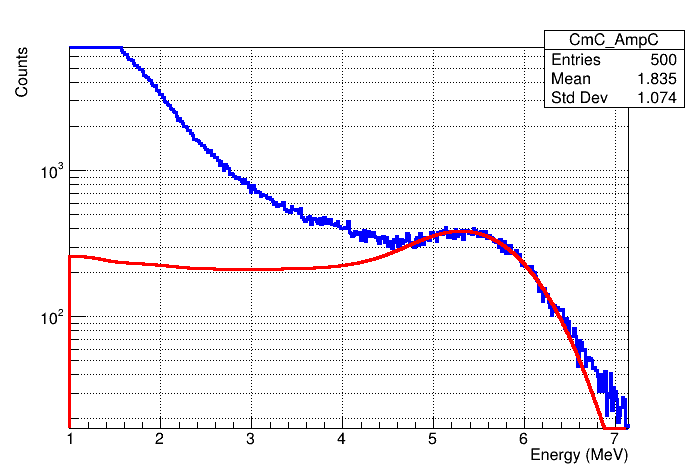 CmC_AmpC
Entries 500
Mean 1.835
Std Dev 1.074
Counts
10³
10²
1 2 3 4 5 6 7
Energy (MeV)